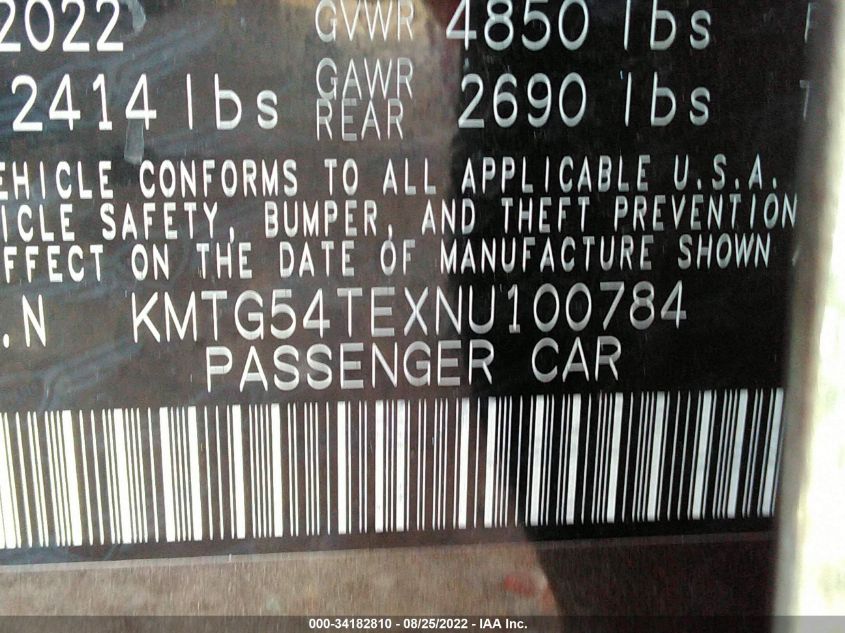 2022 GVWR 4850 lbs
2414 lbs GAWR REAR 2690 lbs
EHICLE CONFORMS TO ALL APPLICABLE U.S.A.
ICLE SAFETY, BUMPER, AND THEFT PREVENTION
FFECT ON THE DATE OF MANUFACTURE SHOWN
.N KMTG54TEXNU100784
PASSENGER CAR
000-34182810 - 08/25/2022 - IAA Inc.